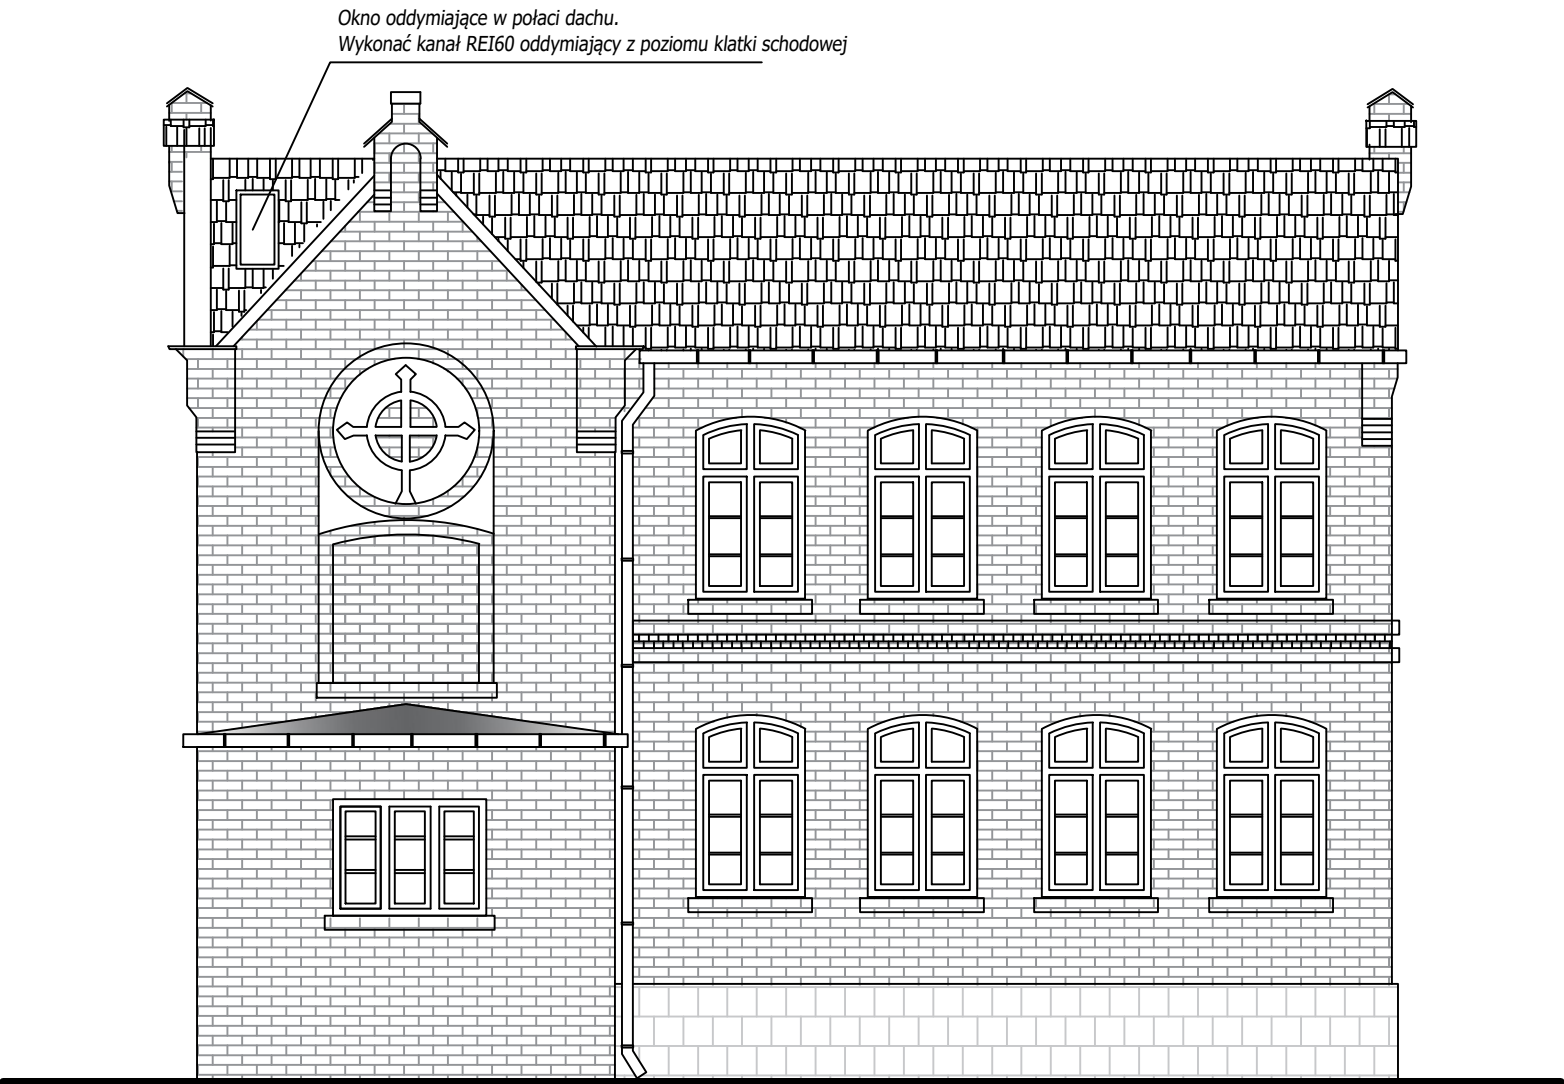 Okno oddymiające w połaci dachu.
Wykonać kanał REI60 oddymiający z poziomu klatki schodowej